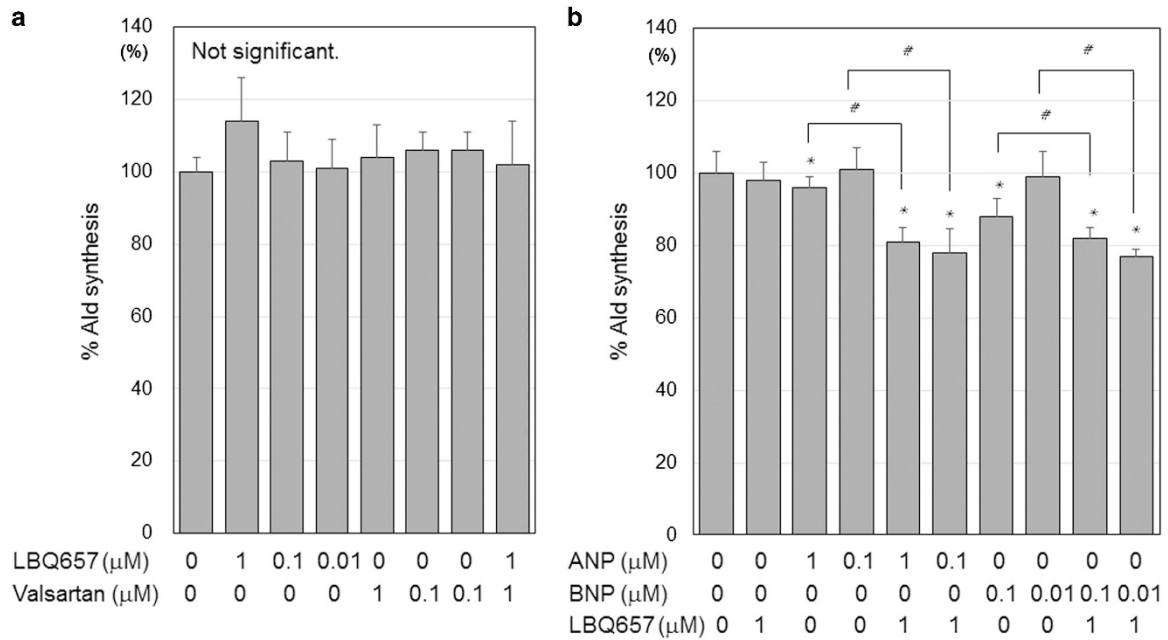 a
140
(%)
Not significant.
120
100
80
60
40
20
0
% Ald synthesis
LBQ657 (μM) 0 1 0.1 0.01 0 0 0 1
Valsartan (μM) 0 0 0 0 1 0.1 0.1 1
b
140
(%)
120
100
80
60
40
20
0
% Ald synthesis
# #
# #
* * * * * *
ANP (μM) 0 0 1 0.1 1 0.1 0 0 0 0
BNP (μM) 0 0 0 0 0 0 0.1 0.01 0.1 0.01
LBQ657 (μM) 0 1 0 0 1 1 0 0 1 1